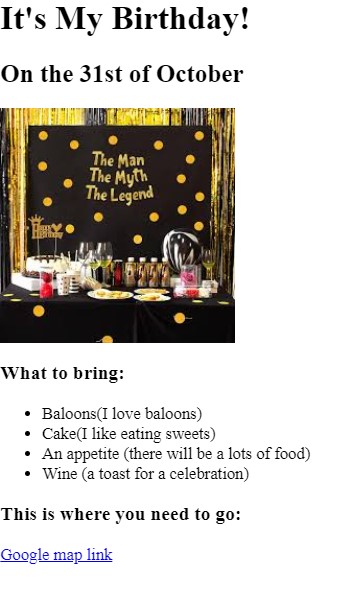 It's My Birthday!
On the 31st of October
The Man
The Myth
The Legend
Happy
Birthday
What to bring:
Baloons(I love baloons)
Cake(I like eating sweets)
An appetite (there will be a lots of food)
Wine (a toast for a celebration)
This is where you need to go:
Google map link